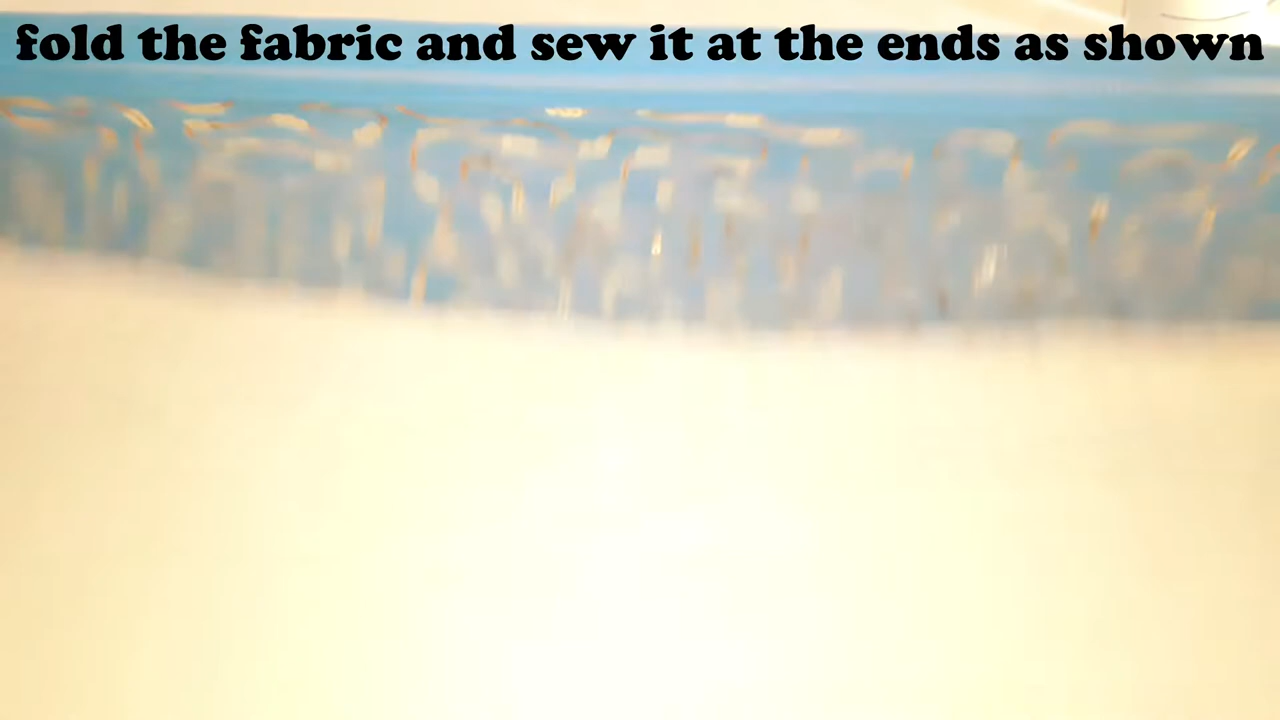 fold the fabric and sew it at the ends as shown